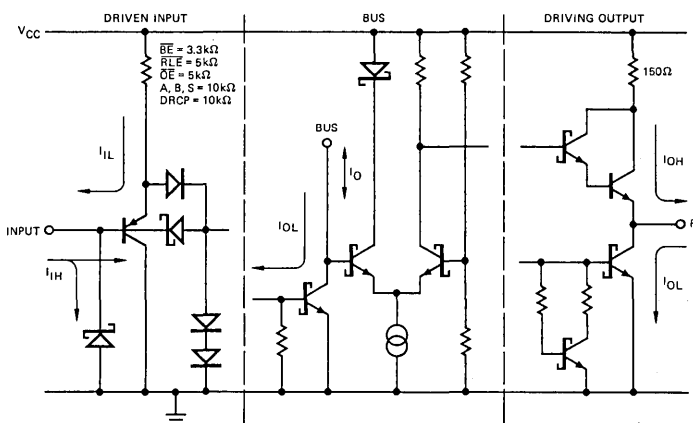 DRIVEN INPUT
BUS
DRIVING OUTPUT
VCC
BE = 3.3kΩ
RLE = 5kΩ
OE = 5kΩ
A, B, S = 10kΩ
DRCP = 10kΩ
150Ω
IIL
BUS
IO
IOH
INPUT
IOL
IIH
IOL